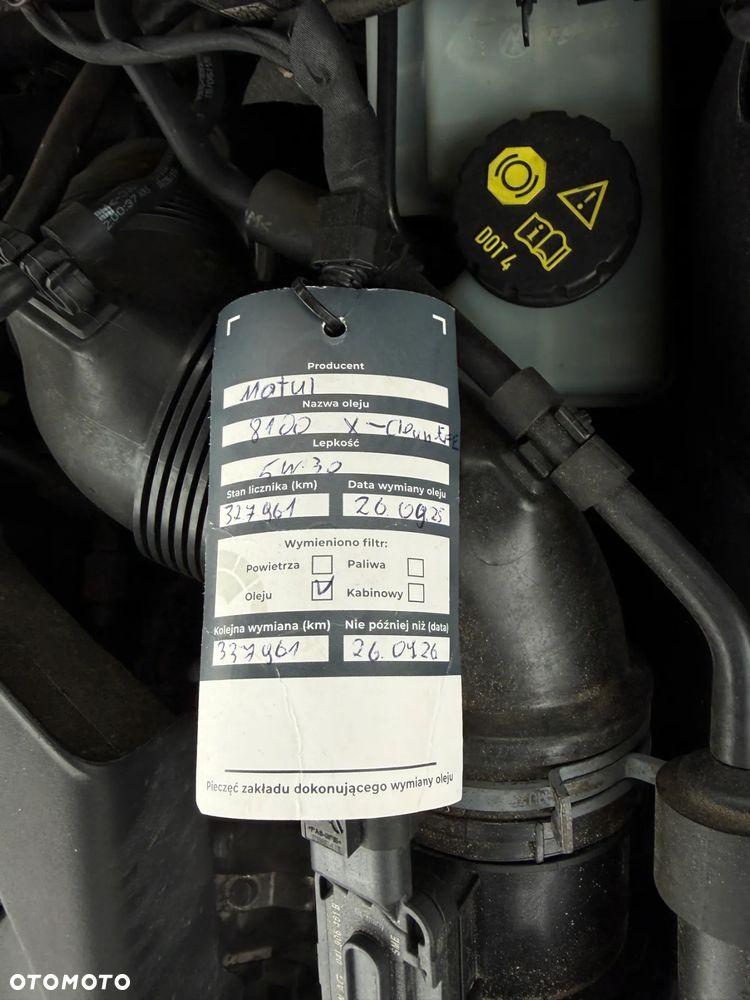 DOT 4
Producent
Motul
Nazwa oleju
8100 X-Clean EFE
Lepkość
5W-30
Stan licznika (km) Data wymiany oleju
327961 26.09.25
Wymieniono filtr:
Powietrza Paliwa
Oleju Kabinowy
Kolejna wymiana (km) Nie później niż (data)
337961 26.09.26
Pieczęć zakładu dokonującego wymiany oleju
SME
OTOMOTO